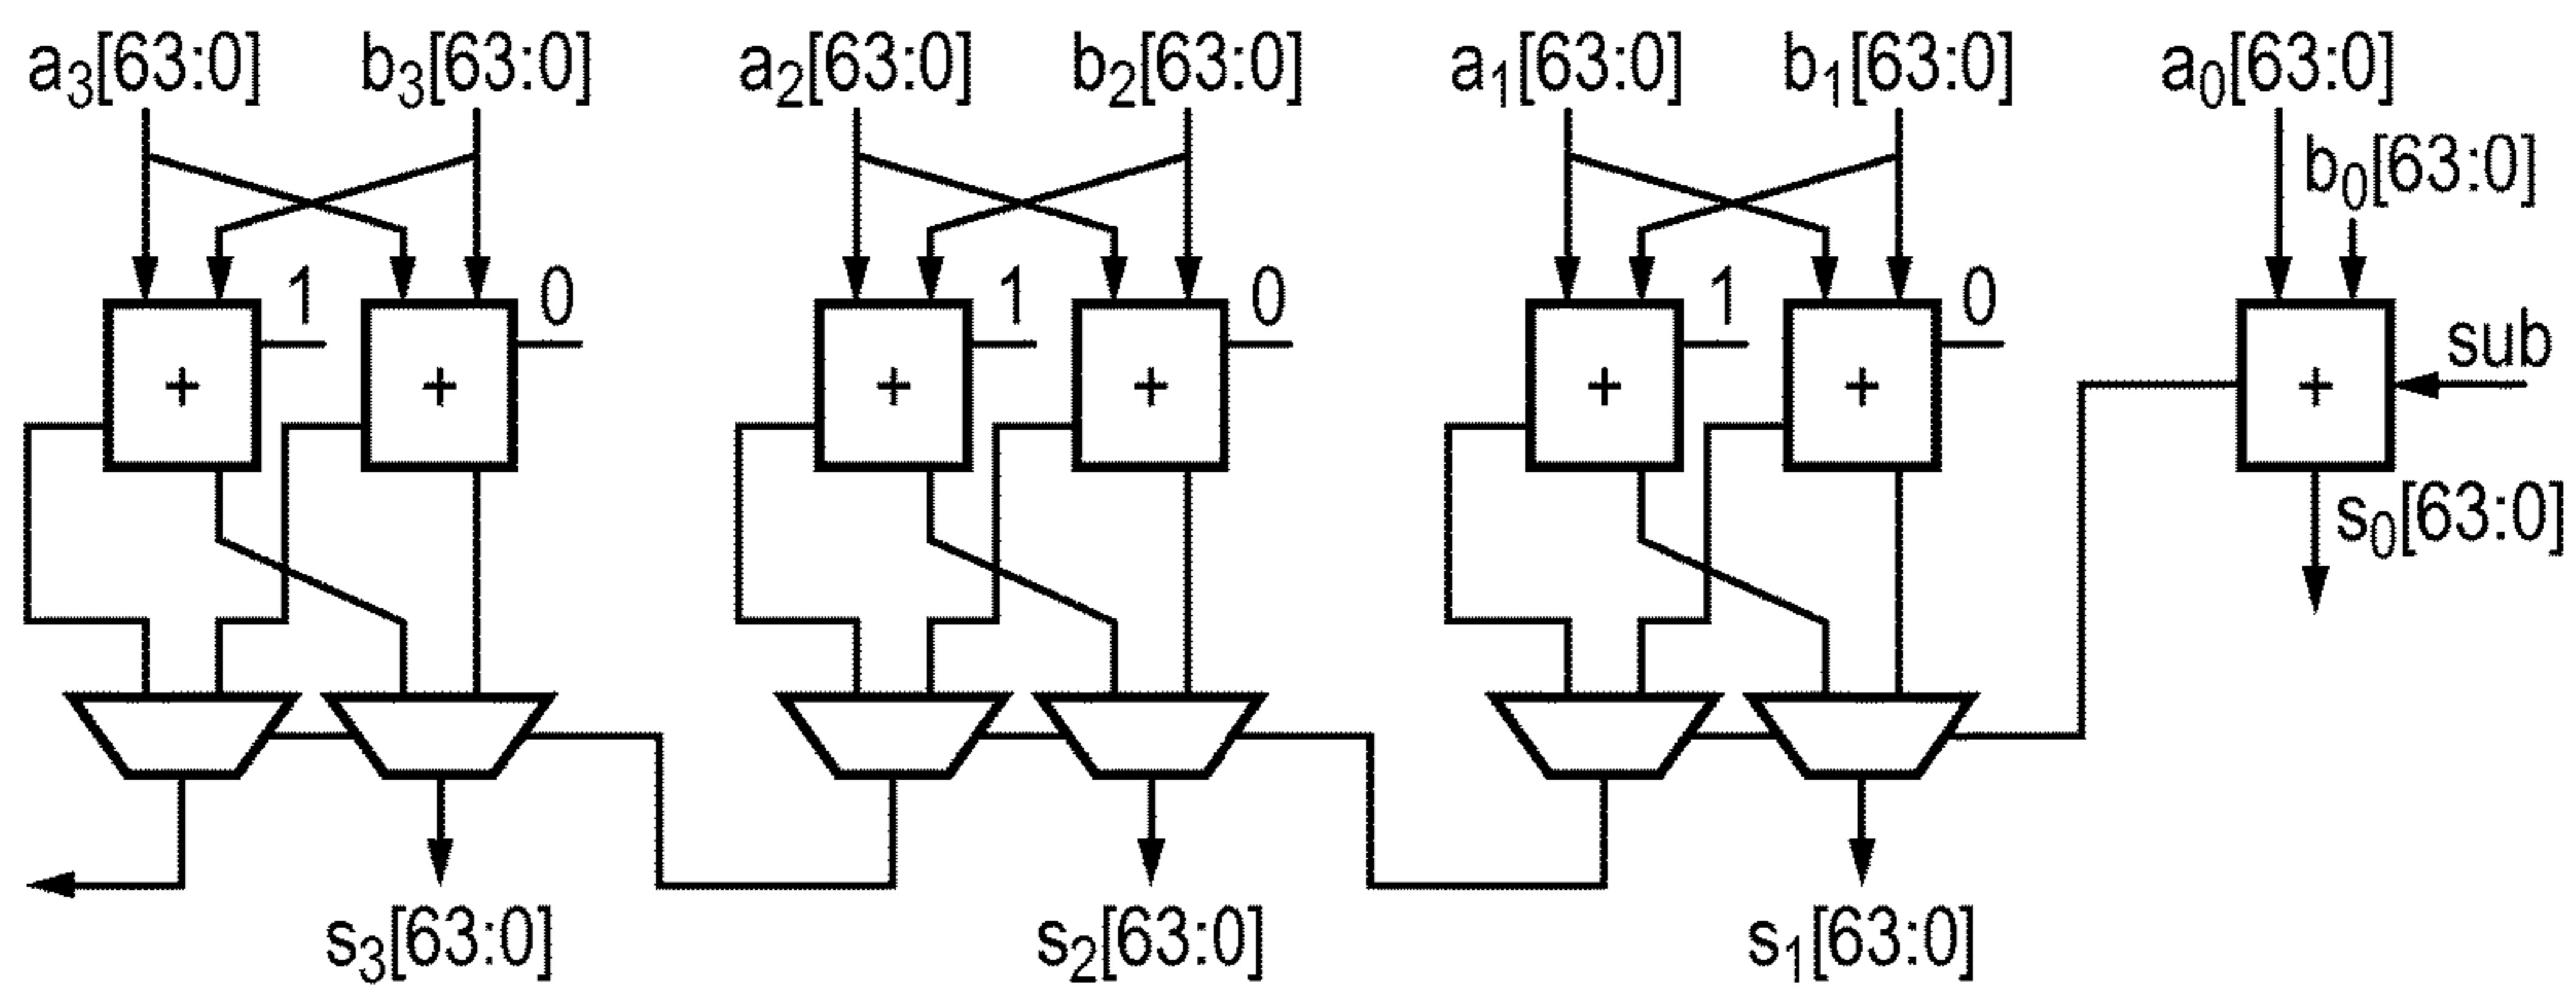 a₃[63:0] b₃[63:0] a₂[63:0] b₂[63:0] a₁[63:0] b₁[63:0] a₀[63:0]
b₀[63:0]
1 0 1 0 1 0
sub
+ + + + + + +
s₀[63:0]
s₃[63:0] s₂[63:0] s₁[63:0]